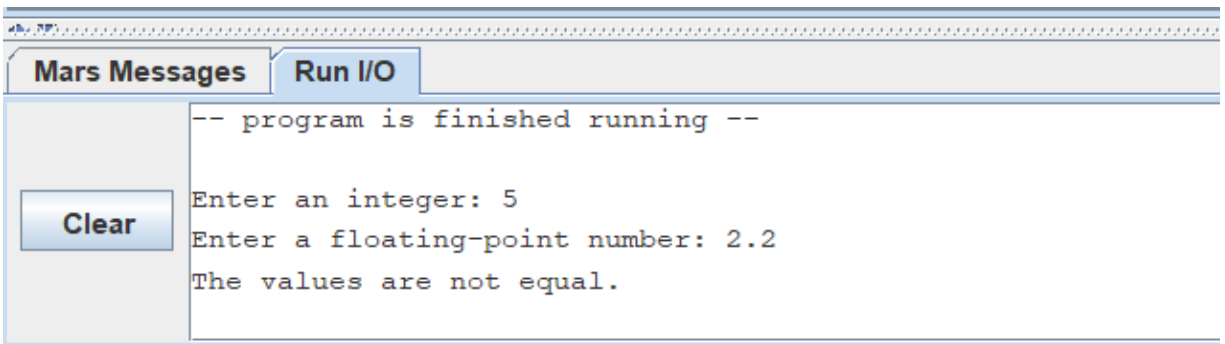 Mars Messages Run I/O
-- program is finished running --
Enter an integer: 5
Clear
Enter a floating-point number: 2.2
The values are not equal.